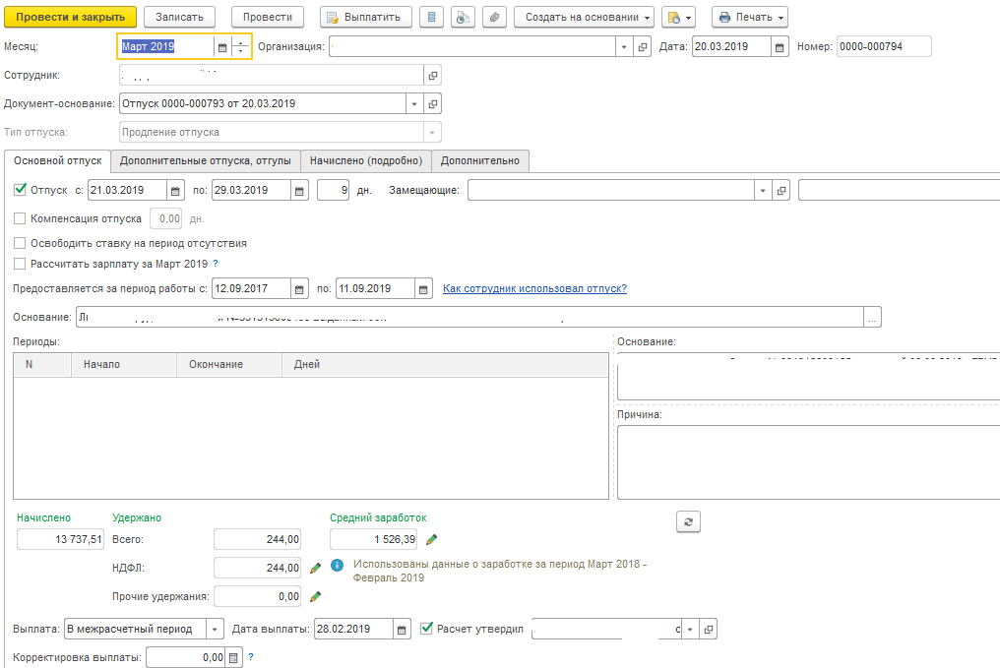 Провести и закрыть Записать Провести Выплатить Создать на основании Печать
Месяц: Март 2019 Организация: Дата: 20.03.2019 Номер: 0000-000794
Сотрудник:
Документ-основание: Отпуск 0000-000793 от 20.03.2019
Тип отпуска: Продление отпуска
Основной отпуск Дополнительные отпуска, отгулы Начислено (подробно) Дополнительно
Отпуск с: 21.03.2019 по: 29.03.2019 9 дн. Замещающие:
Компенсация отпуска 0,00 дн.
Освободить ставку на период отсутствия
Рассчитать зарплату за Март 2019 ?
Предоставляется за период работы с: 12.09.2017 по: 11.09.2019 Как сотрудник использовал отпуск?
Основание: ...
Периоды: Основание:
N Начало Окончание Дней
Причина:
Начислено Удержано Средний заработок
13 737,51 Всего: 244,00 1 526,39
НДФЛ: 244,00 Использованы данные о заработке за период Март 2018 -
Февраль 2019
Прочие удержания: 0,00
Выплата: В межрасчетный период Дата выплаты: 28.02.2019 Расчет утвердил
Корректировка выплаты: 0,00 ?